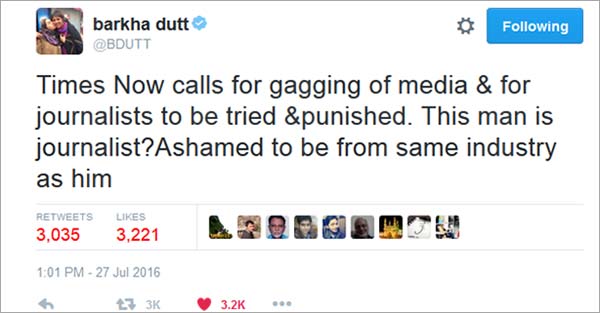 barkha dutt
@BDUTT
Following
Times Now calls for gagging of media & for
journalists to be tried &punished. This man is
journalist?Ashamed to be from same industry
as him
RETWEETS LIKES
3,035 3,221
1:01 PM - 27 Jul 2016
3K 3.2K